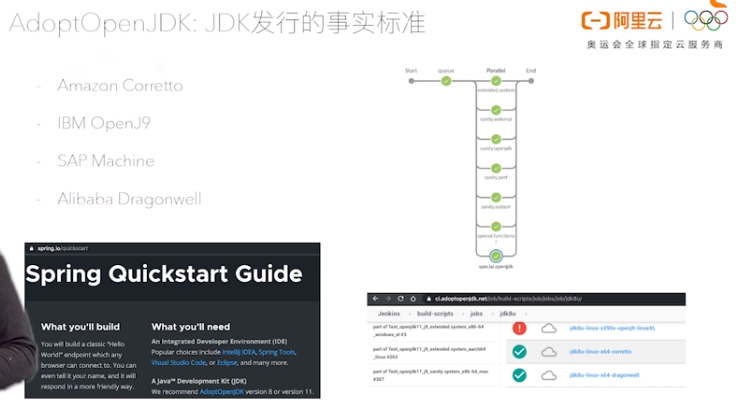 AdoptOpenJDK: JDK发行的事实标准
阿里云
奥运会全球指定云服务商
- Amazon Corretto
- IBM OpenJ9
- SAP Machine
- Alibaba Dragonwell
Start
queue
Parallel
End
extended.system
sanity.external
sanity.openjdk
sanity.perf
sanity.system
special.functional
special.openjdk
spring.io/quickstart
Spring Quickstart Guide
What you'll build
You will build a classic "Hello
World!" endpoint which any
browser can connect to. You can
even tell it your name, and it will
respond in a more friendly way.
What you'll need
An Integrated Developer Environment (IDE)
Popular choices include IntelliJ IDEA, Spring Tools,
Visual Studio Code, or Eclipse, and many more.
A Java™ Development Kit (JDK)
We recommend AdoptOpenJDK version 8 or version 11.
ci.adoptopenjdk.net/job/build-scripts/job/jobs/job/jdk8u/
Jenkins
build-scripts
jobs
jdk8u
part of Test_openjdk11_j9_extended.system_x86-64
_windows_xl #3
part of Test_openjdk11_j9_extended.system_aarch64
_linux #263
part of Test_openjdk11_j9_sanity.system_x86-64_mac
#357
jdk8u-linux-s390x-openj9-linuxXL
jdk8u-linux-x64-corretto
jdk8u-linux-x64-dragonwell